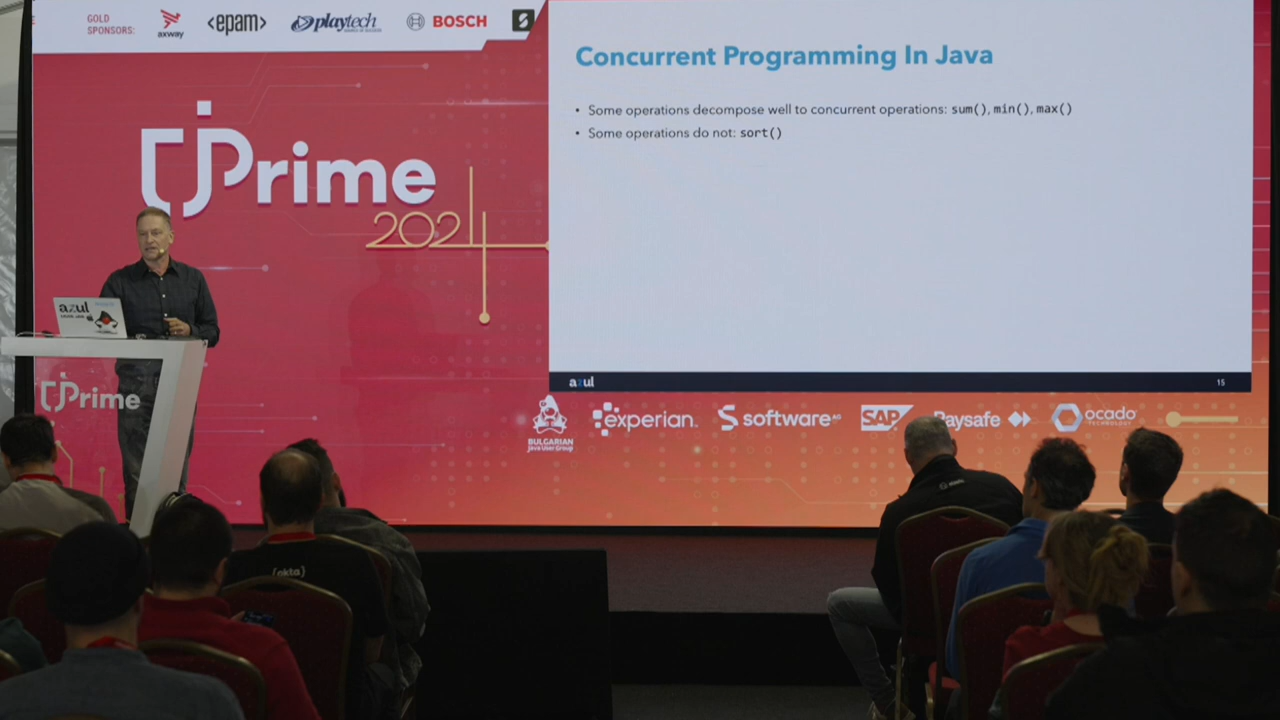 GOLD
SPONSORS:
axway
<epam>
playtech
BOSCH
Concurrent Programming In Java
• Some operations decompose well to concurrent operations: sum(), min(), max()
• Some operations do not: sort()
jPrime
2024
azul
azul
15
jPrime
BULGARIAN
Java User Group
experian.
software AG
SAP
Paysafe
ocado
TECHNOLOGY
{okta}